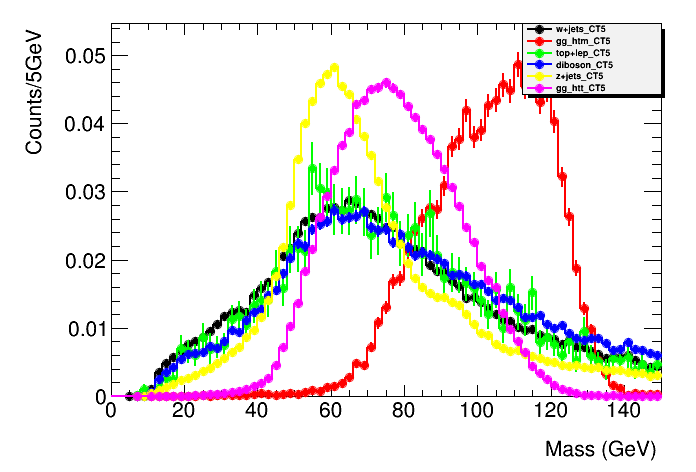 Counts/5GeV
0.05
0.04
0.03
0.02
0.01
0
w+jets_CT5
gg_htm_CT5
top+lep_CT5
diboson_CT5
z+jets_CT5
gg_htt_CT5
0 20 40 60 80 100 120 140
Mass (GeV)